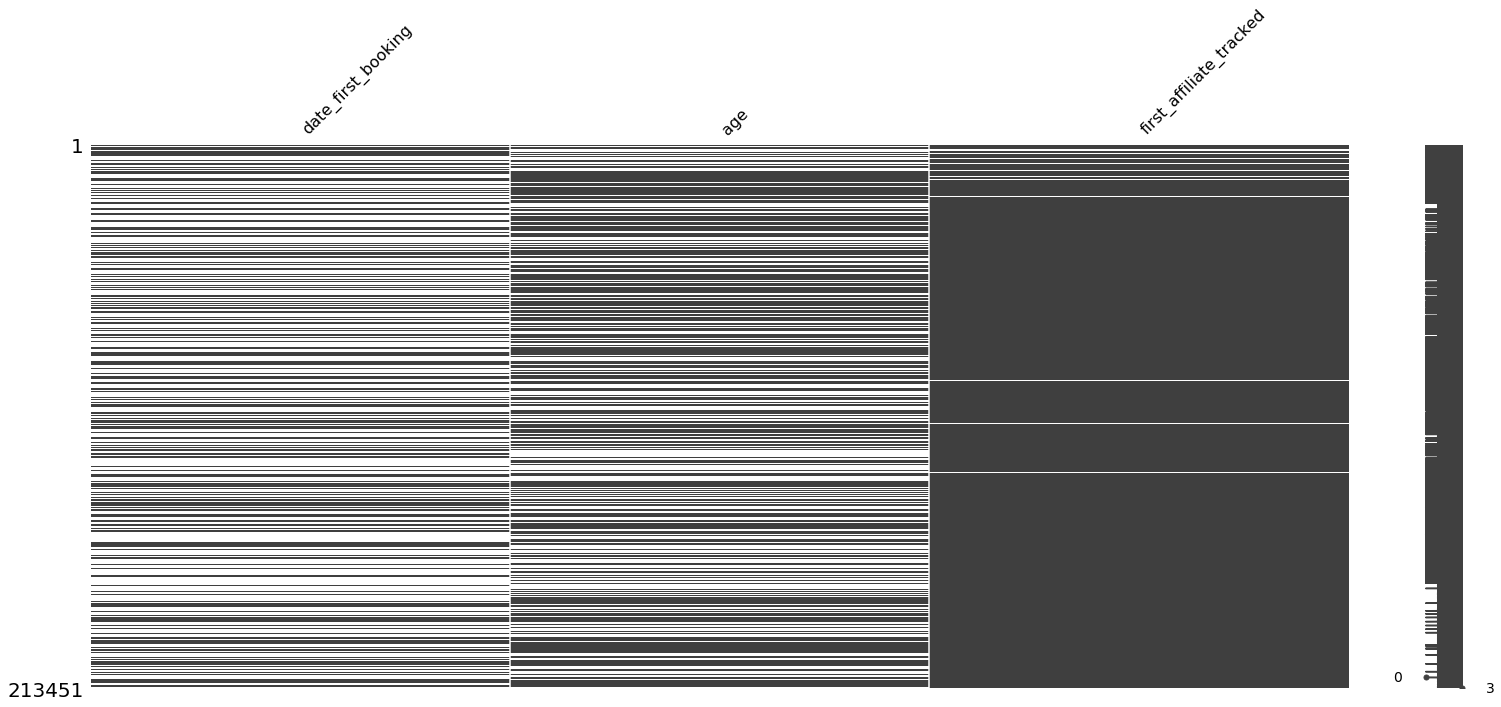 date_first_booking
age
first_affiliate_tracked
1
213451
0
3